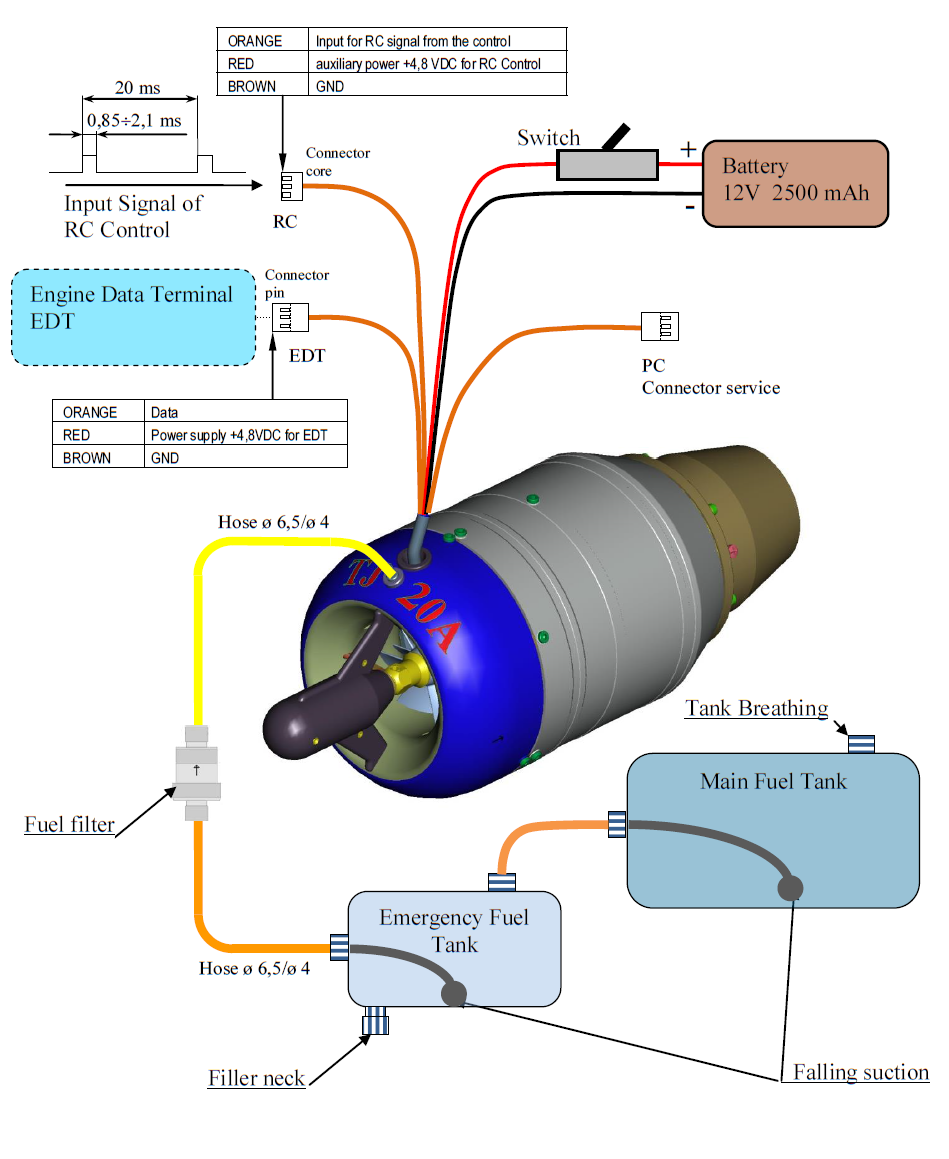 ORANGE Input for RC signal from the control
RED auxiliary power +4,8 VDC for RC Control
BROWN GND
20 ms
0,85÷2,1 ms
Input Signal of
RC Control
Connector
core
RC
Switch
+
-
Battery
12V 2500 mAh
Engine Data Terminal
EDT
Connector
pin
EDT
PC
Connector service
ORANGE Data
RED Power supply +4,8VDC for EDT
BROWN GND
Hose ø 6,5/ø 4
TJ 20A
Tank Breathing
Main Fuel Tank
Fuel filter
Emergency Fuel
Tank
Hose ø 6,5/ø 4
Filler neck
Falling suction